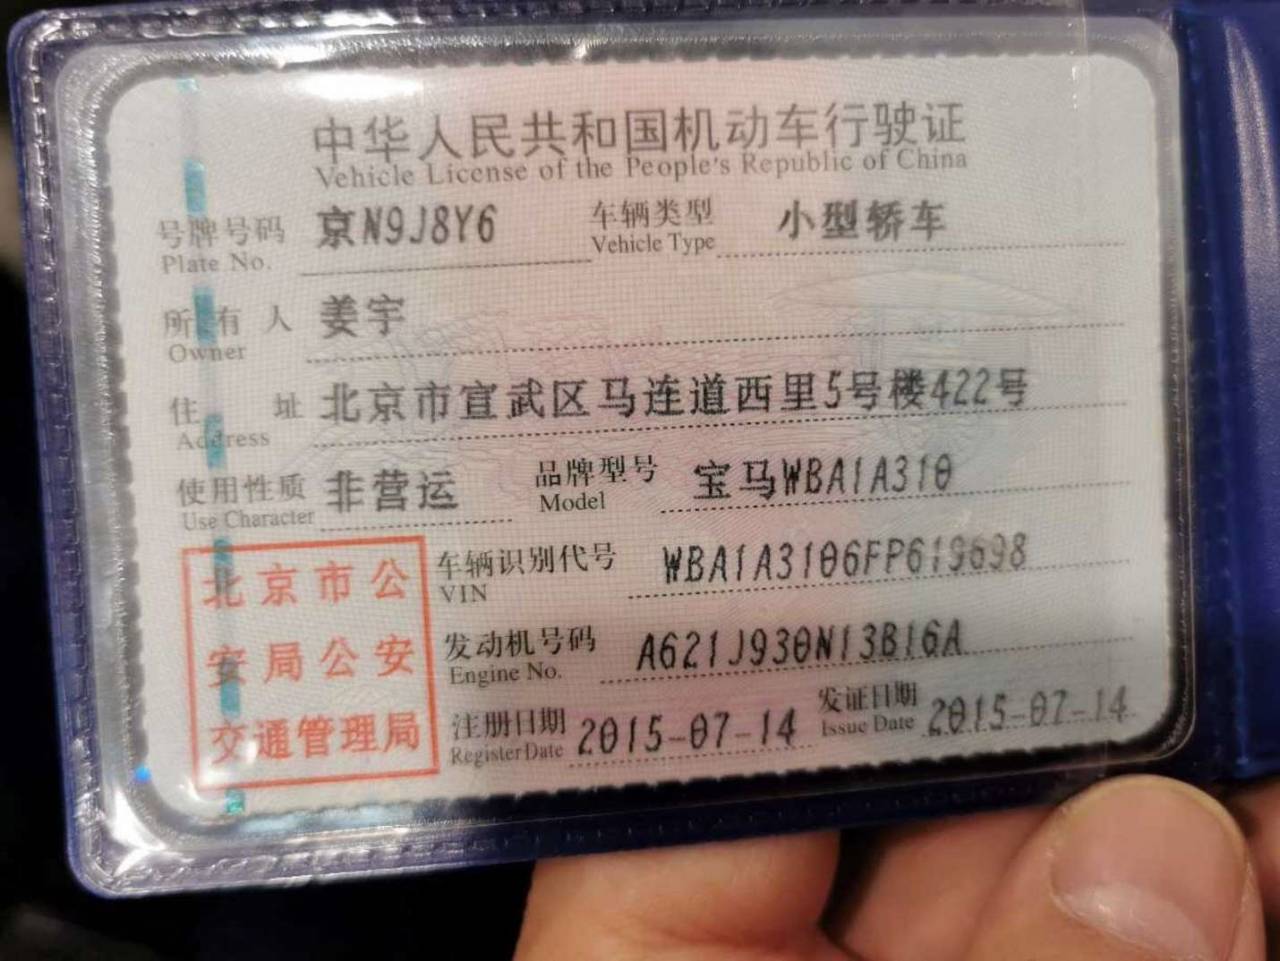 中华人民共和国机动车行驶证
Vehicle License of the People's Republic of China
号牌号码 京N9J8Y6 车辆类型 小型轿车
Plate No. Vehicle Type
所有人 姜宇
Owner
住址 北京市宣武区马连道西里5号楼422号
Address
使用性质 非营运 品牌型号 宝马WBA1A310
Use Character Model
北京市公
安局公安
交通管理局
车辆识别代号 WBA1A3106FP619698
VIN
发动机号码 A621J930N13B16A
Engine No.
注册日期 2015-07-14 发证日期 2015-07-14
Register Date Issue Date